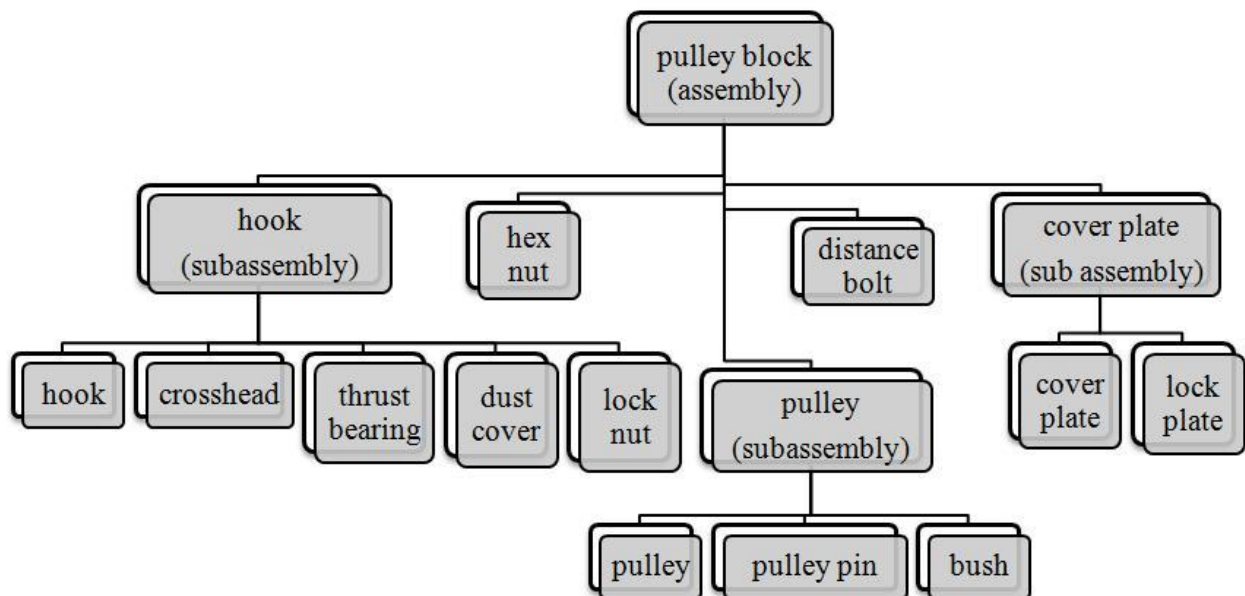 pulley block
(assembly)
hook
(subassembly)
hex
nut
distance
bolt
cover plate
(sub assembly)
hook
crosshead
thrust
bearing
dust
cover
lock
nut
pulley
(subassembly)
cover
plate
lock
plate
pulley
pulley pin
bush